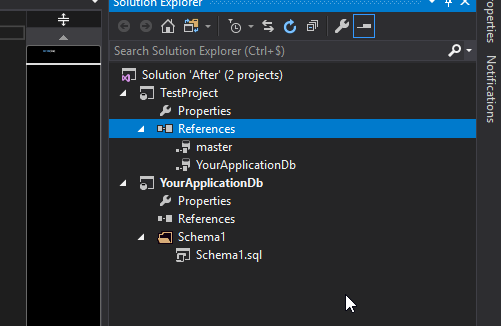 Solution Explorer
Search Solution Explorer (Ctrl+$)
Solution 'After' (2 projects)
TestProject
Properties
References
master
YourApplicationDb
YourApplicationDb
Properties
References
Schema1
Schema1.sql
Properties
Notifications